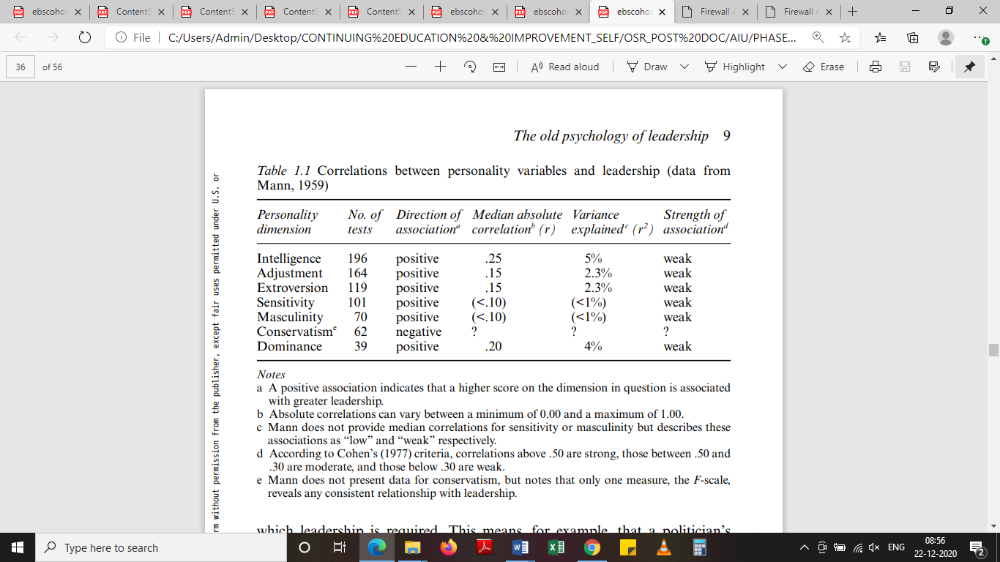 ebscohos ContentS ContentS ContentS ContentS ebscohos ebscohos ebscohos Firewall A Firewall A
File C:/Users/Admin/Desktop/CONTINUING%20EDUCATION%20&%20IMPROVEMENT_SELF/OSR_POST%20DOC/AIU/PHASE...
36 of 56 Read aloud Draw Highlight Erase
The old psychology of leadership 9
Table 1.1 Correlations between personality variables and leadership (data from
Mann, 1959)
Personality No. of Direction of Median absolute Variance Strength of
dimension tests associationᵃ correlationᵇ (r) explainedᶜ (r²) associationᵈ
Intelligence 196 positive .25 5% weak
Adjustment 164 positive .15 2.3% weak
Extroversion 119 positive .15 2.3% weak
Sensitivity 101 positive (<.10) (<1%) weak
Masculinity 70 positive (<.10) (<1%) weak
Conservatismᵉ 62 negative ? ? ?
Dominance 39 positive .20 4% weak
Notes
a A positive association indicates that a higher score on the dimension in question is associated
with greater leadership.
b Absolute correlations can vary between a minimum of 0.00 and a maximum of 1.00.
c Mann does not provide median correlations for sensitivity or masculinity but describes these
associations as “low” and “weak” respectively.
d According to Cohen’s (1977) criteria, correlations above .50 are strong, those between .50 and
.30 are moderate, and those below .30 are weak.
e Mann does not present data for conservatism, but notes that only one measure, the F-scale,
reveals any consistent relationship with leadership.
which leadership is required. This means, for example, that a politician’s
rm without permission from the publisher, except fair uses permitted under U.S. or
Type here to search
ENG
08:56
22-12-2020
2